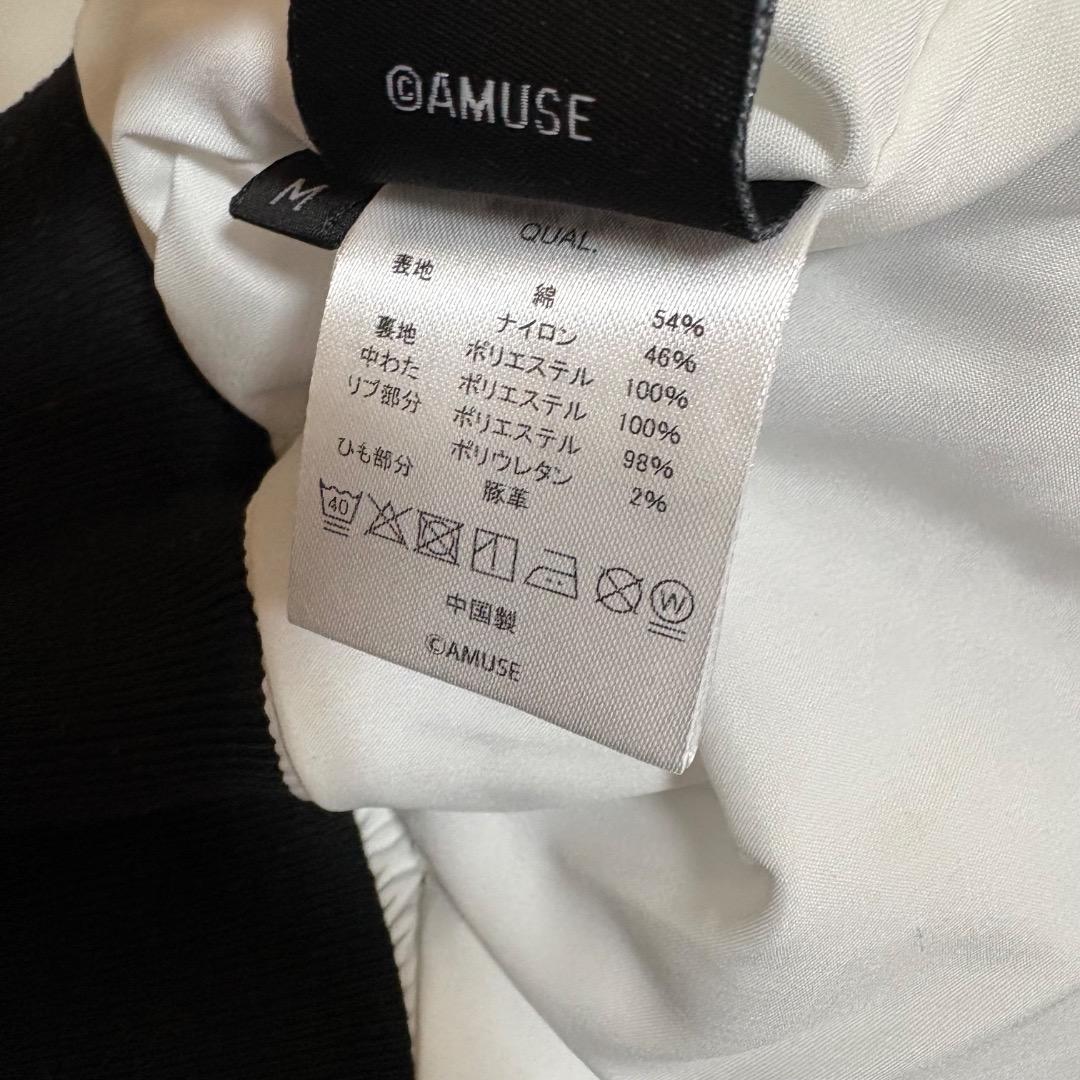 ©AMUSE
M
QUAL.
表地 綿 54%
ナイロン 46%
裏地 ポリエステル 100%
中わた ポリエステル 100%
リブ部分 ポリエステル 98%
ポリウレタン 2%
ひも部分 豚革
40
W
中国製
©AMUSE